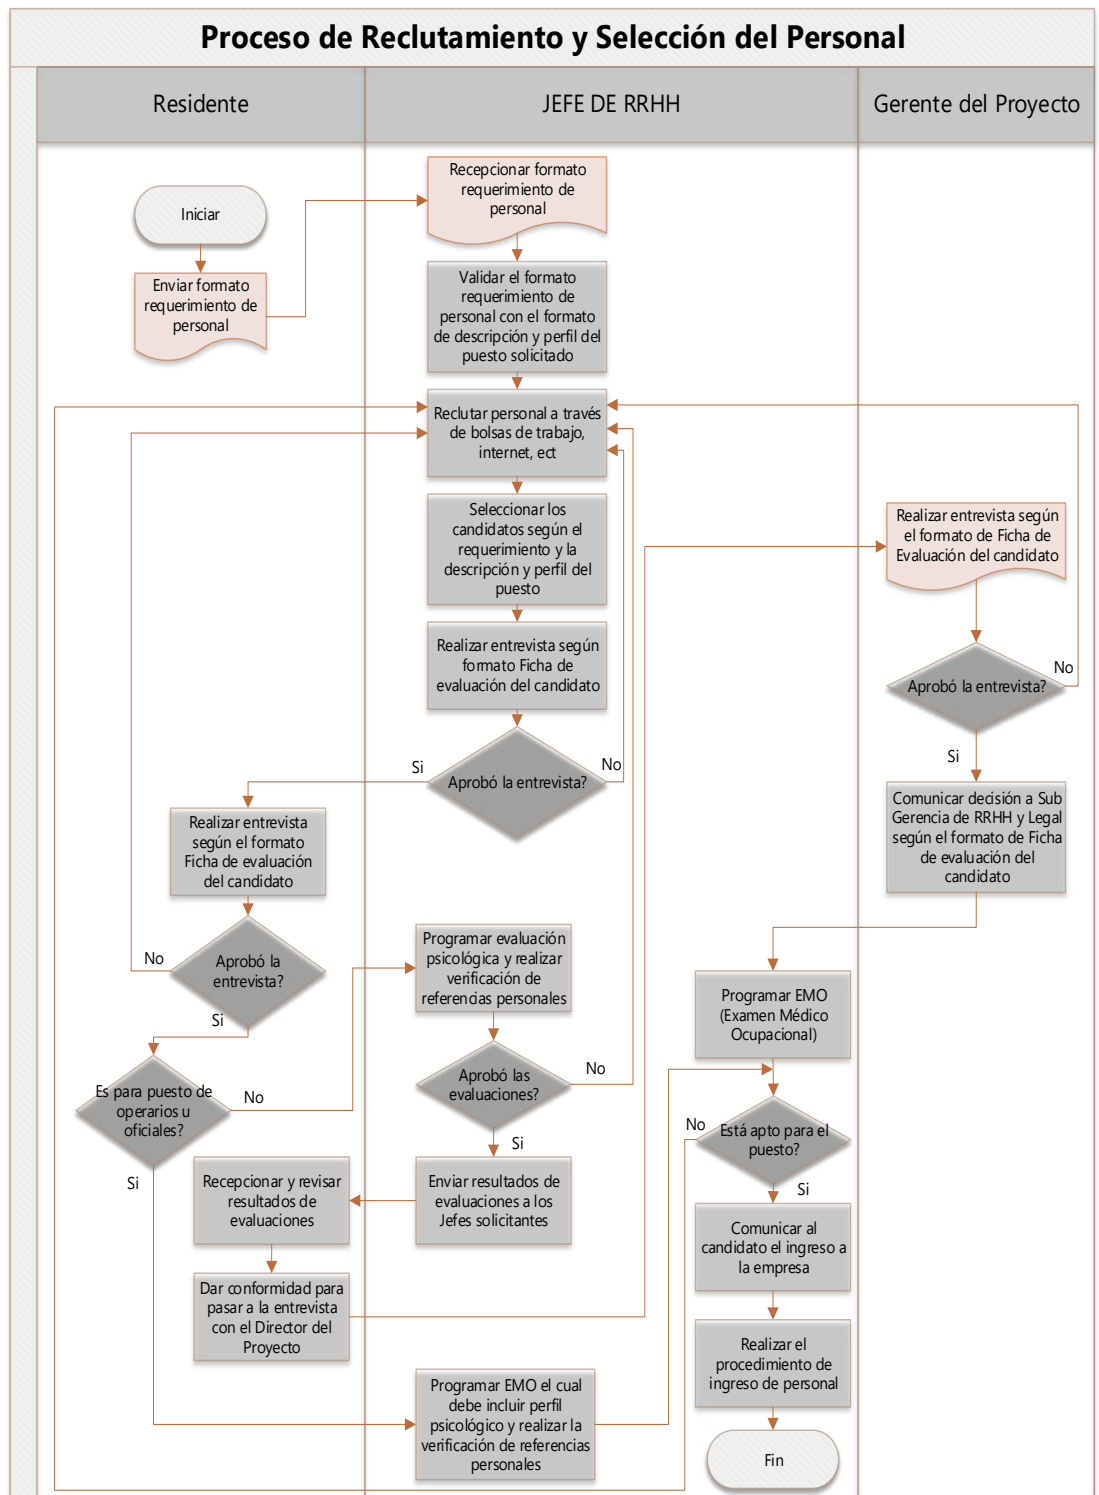 Proceso de Reclutamiento y Selección del Personal
Residente
JEFE DE RRHH
Gerente del Proyecto
Iniciar
Enviar formato
requerimiento de
personal
Recepcionar formato
requerimiento de
personal
Validar el formato
requerimiento de
personal con el formato
de descripción y perfil del
puesto solicitado
Reclutar personal a través
de bolsas de trabajo,
internet, ect
Seleccionar los
candidatos según el
requerimiento y la
descripción y perfil del
puesto
Realizar entrevista según
formato Ficha de
evaluación del candidato
Aprobó la entrevista?
Si
No
Realizar entrevista según
el formato de Ficha de
Evaluación del candidato
Aprobó la entrevista?
No
Si
Comunicar decisión a Sub
Gerencia de RRHH y Legal
según el formato de Ficha
de evaluación del
candidato
Realizar entrevista
según el formato
Ficha de evaluación
del candidato
Aprobó la
entrevista?
No
Si
Es para puesto de
operarios u
oficiales?
No
Si
Programar evaluación
psicológica y realizar
verificación de
referencias personales
Aprobó las
evaluaciones?
No
Si
Enviar resultados de
evaluaciones a los
Jefes solicitantes
Recepcionar y revisar
resultados de
evaluaciones
Dar conformidad para
pasar a la entrevista
con el Director del
Proyecto
Programar EMO el cual
debe incluir perfil
psicológico y realizar la
verificación de referencias
personales
Programar EMO
(Examen Médico
Ocupacional)
Está apto para el
puesto?
No
Si
Comunicar al
candidato el ingreso a
la empresa
Realizar el
procedimiento de
ingreso de personal
Fin